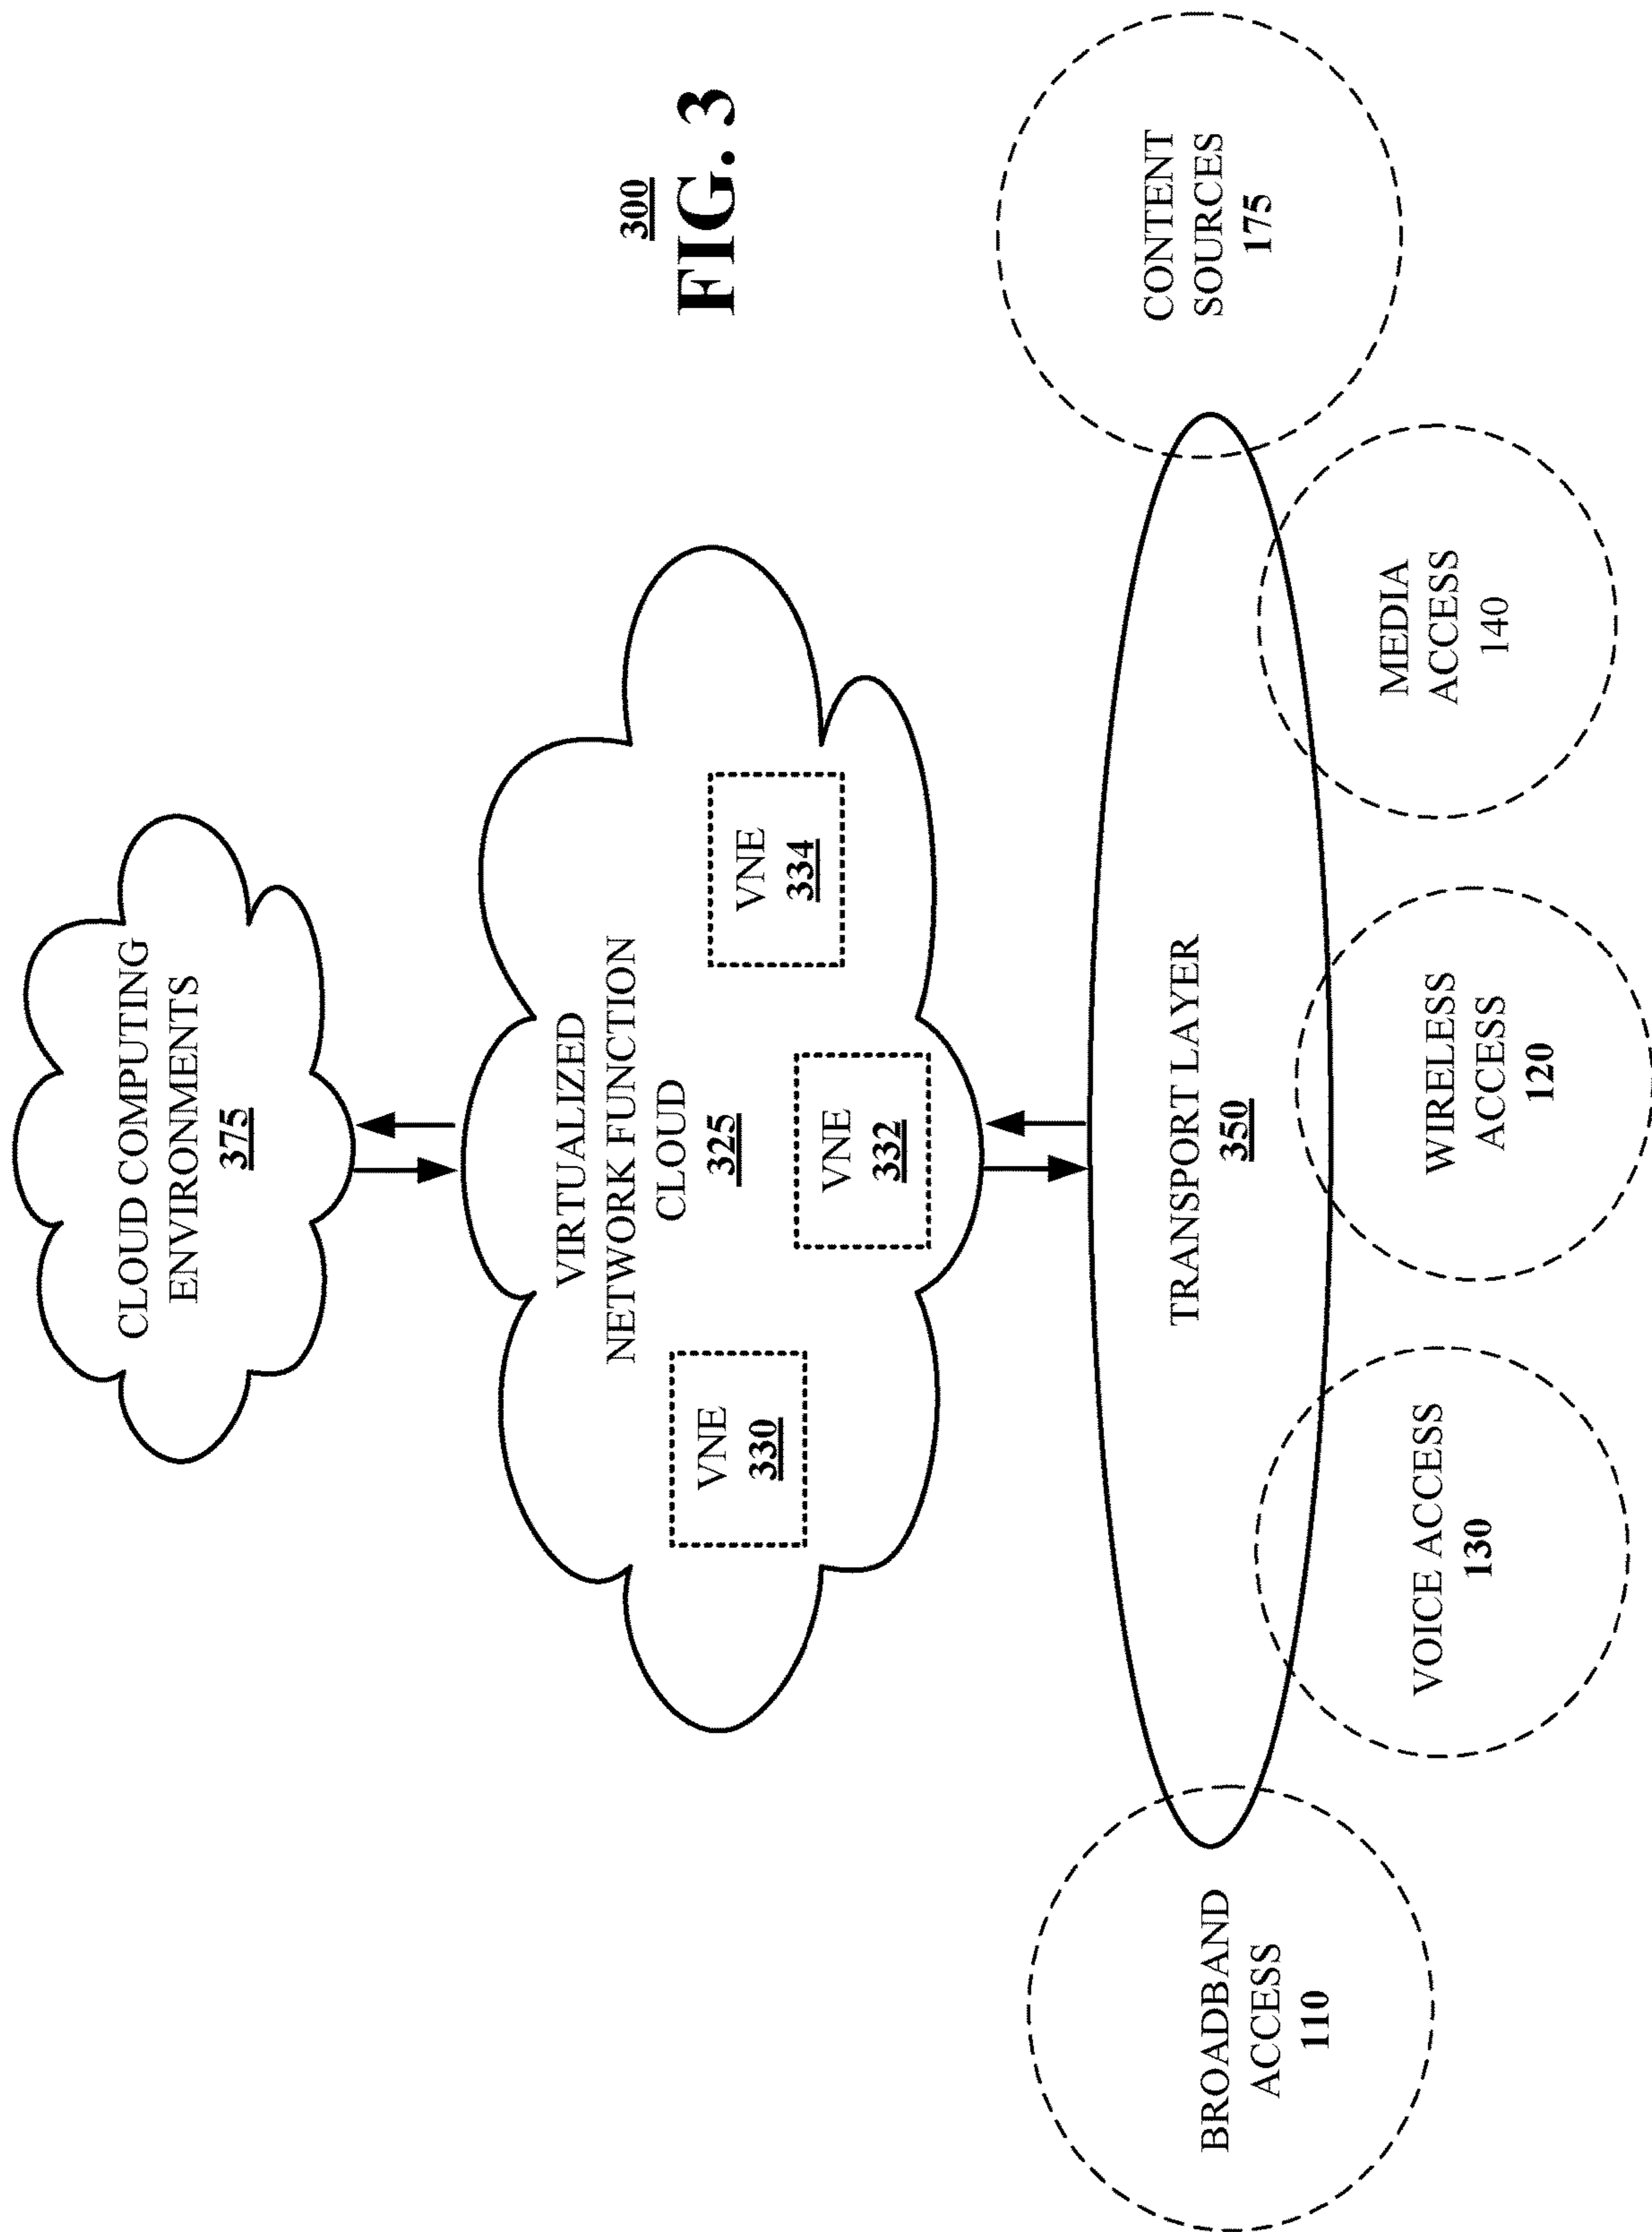 CLOUD COMPUTING
ENVIRONMENTS
375
VIRTUALIZED
NETWORK FUNCTION
CLOUD
325
VNE
330
VNE
332
VNE
334
TRANSPORT LAYER
350
BROADBAND
ACCESS
110
VOICE ACCESS
130
WIRELESS
ACCESS
120
MEDIA
ACCESS
140
CONTENT
SOURCES
175
300
FIG. 3